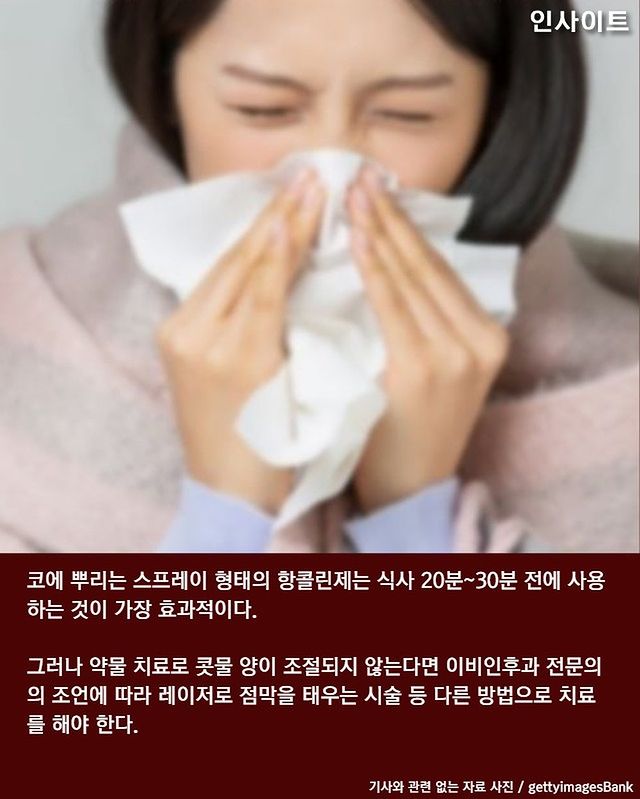 인사이트
코에 뿌리는 스프레이 형태의 항콜린제는 식사 20분~30분 전에 사용
하는 것이 가장 효과적이다.
그러나 약물 치료로 콧물 양이 조절되지 않는다면 이비인후과 전문의
의 조언에 따라 레이저로 점막을 태우는 시술 등 다른 방법으로 치료
를 해야 한다.
기사와 관련 없는 자료 사진 / gettyimagesBank